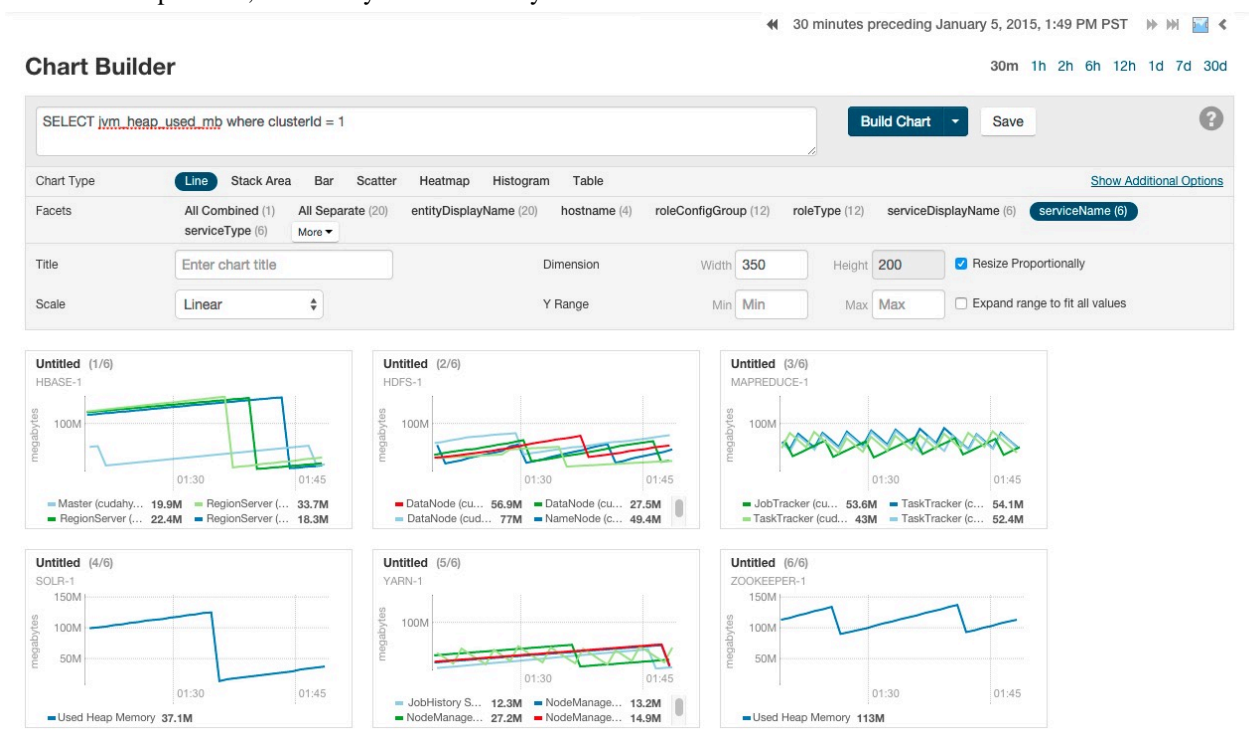 30 minutes preceding January 5, 2015, 1:49 PM PST
Chart Builder
30m 1h 2h 6h 12h 1d 7d 30d
SELECT jvm_heap_used_mb where clusterId = 1
Build Chart Save ?
Chart Type Line Stack Area Bar Scatter Heatmap Histogram Table Show Additional Options
Facets All Combined (1) All Separate (20) entityDisplayName (20) hostname (4) roleConfigGroup (12) roleType (12) serviceDisplayName (6) serviceName (6)
serviceType (6) More
Title Enter chart title Dimension Width 350 Height 200 Resize Proportionally
Scale Linear Y Range Min Min Max Max Expand range to fit all values
Untitled (1/6)
HBASE-1
megabytes
100M
01:30 01:45
Master (cudahy... 19.9M RegionServer (... 33.7M
RegionServer (... 22.4M RegionServer (... 18.3M
Untitled (2/6)
HDFS-1
megabytes
100M
01:30 01:45
DataNode (cu... 56.9M DataNode (cu... 27.5M
DataNode (cud... 77M NameNode (c... 49.4M
Untitled (3/6)
MAPREDUCE-1
megabytes
100M
01:30 01:45
JobTracker (cu... 53.6M TaskTracker (c... 54.1M
TaskTracker (cud... 43M TaskTracker (c... 52.4M
Untitled (4/6)
SOLR-1
megabytes
150M
100M
50M
01:30 01:45
Used Heap Memory 37.1M
Untitled (5/6)
YARN-1
megabytes
100M
01:30 01:45
JobHistory S... 12.3M NodeManage... 13.2M
NodeManage... 27.2M NodeManage... 14.9M
Untitled (6/6)
ZOOKEEPER-1
megabytes
150M
100M
50M
01:30 01:45
Used Heap Memory 113M